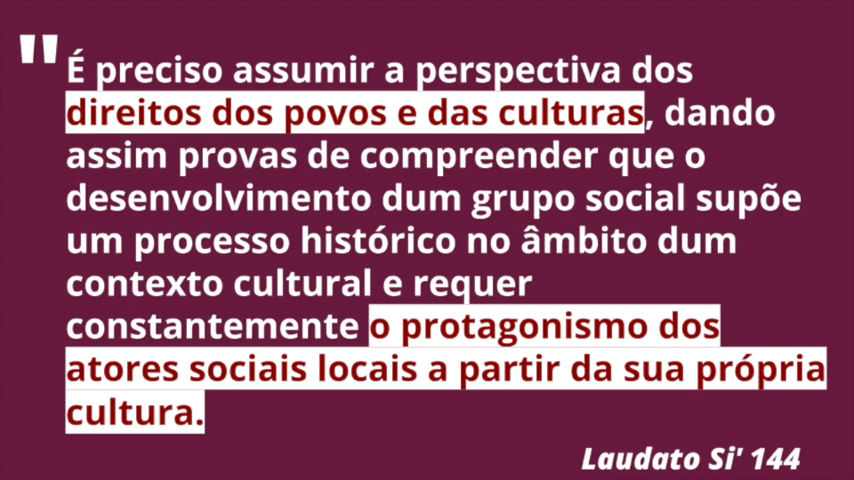 "É preciso assumir a perspectiva dos
direitos dos povos e das culturas, dando
assim provas de compreender que o
desenvolvimento dum grupo social supõe
um processo histórico no âmbito dum
contexto cultural e requer
constantemente o protagonismo dos
atores sociais locais a partir da sua própria
cultura.
Laudato Si' 144